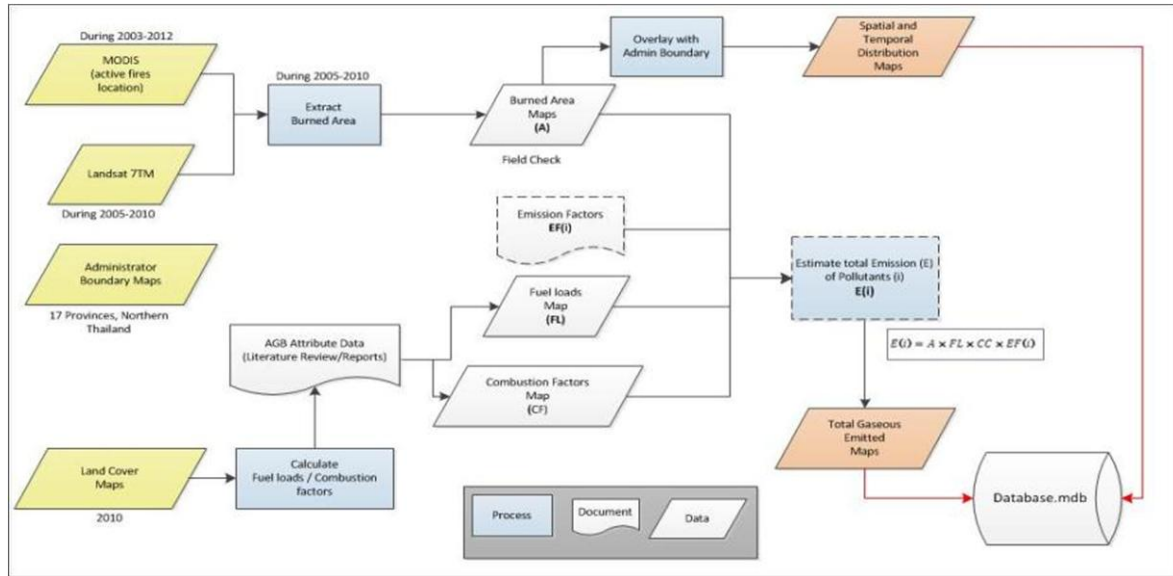 During 2003-2012
MODIS
(active fires
location)
Landsat 7TM
During 2005-2010
Administrator
Boundary Maps
17 Provinces, Northern
Thailand
Land Cover
Maps
2010
During 2005-2010
Extract
Burned Area
Calculate
Fuel loads / Combustion
factors
AGB Attribute Data
(Literature Review/Reports)
Burned Area
Maps
(A)
Field Check
Emission Factors
EF(i)
Fuel loads
Map
(FL)
Combustion Factors
Map
(CF)
Overlay with
Admin Boundary
Spatial and
Temporal
Distribution
Maps
Estimate total Emission (E)
of Pollutants (i)
E(i)
E(i) = A × FL × CC × EF(i)
Total Gaseous
Emitted
Maps
Database.mdb
Process
Document
Data